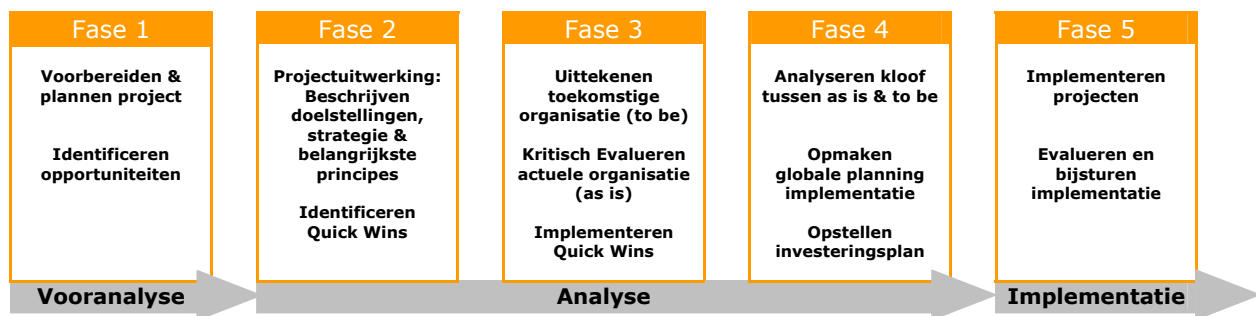 Fase 1
Voorbereiden &
plannen project
Identificeren
opportuniteiten
Fase 2
Projectuitwerking:
Beschrijven
doelstellingen,
strategie &
belangrijkste
principes
Identificeren
Quick Wins
Fase 3
Uittekenen
toekomstige
organisatie (to be)
Kritisch Evalueren
actuele organisatie
(as is)
Implementeren
Quick Wins
Fase 4
Analyseren kloof
tussen as is & to be
Opmaken
globale planning
implementatie
Opstellen
investeringsplan
Fase 5
Implementeren
projecten
Evalueren en
bijsturen
implementatie
Vooranalyse
Analyse
Implementatie